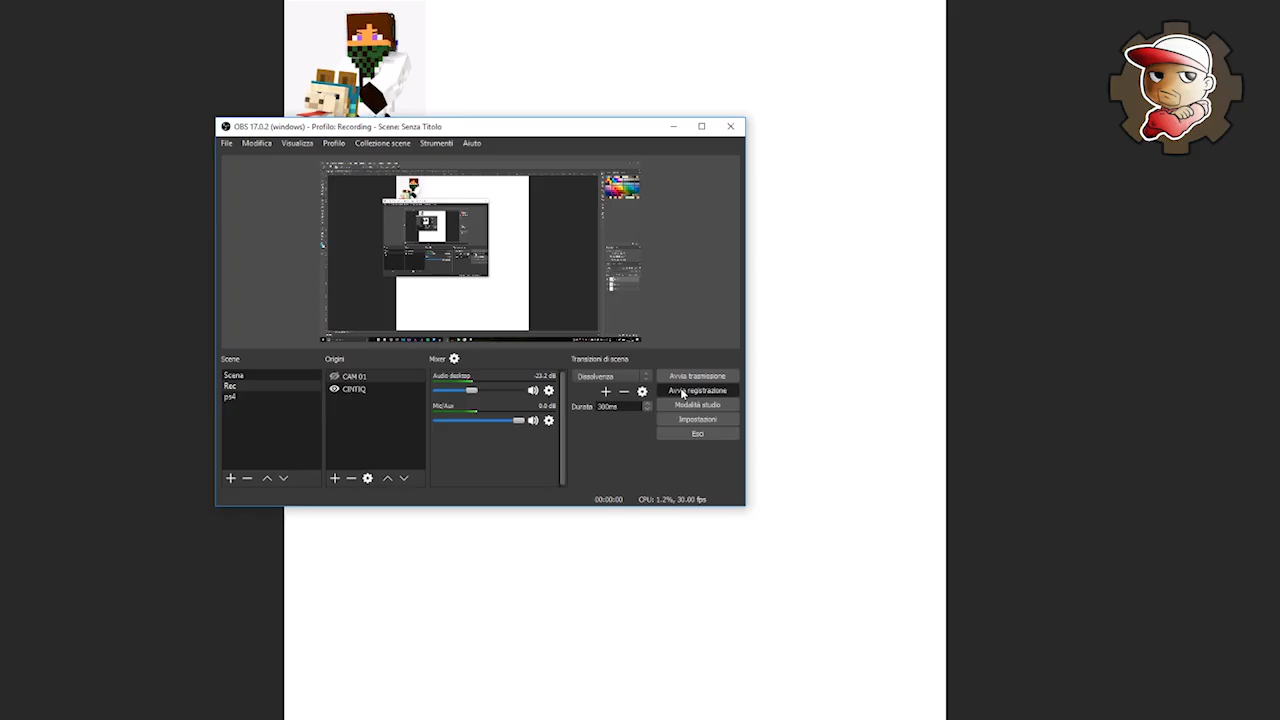 OBS 17.0.2 (windows) - Profilo: Recording - Scene: Senza Titolo
File Modifica Visualizza Profilo Collezione scene Strumenti Aiuto
Scene
Scena
Rec
ps4
Origini
CAM 01
CINTIQ
Mixer
Audio desktop -23.2 dB
Mic/Aux 0.0 dB
Transizioni di scena
Dissolvenza
Durata 300ms
Avvia trasmissione
Avvia registrazione
Modalità studio
Impostazioni
Esci
00:00:00 CPU: 1.2%, 30.00 fps